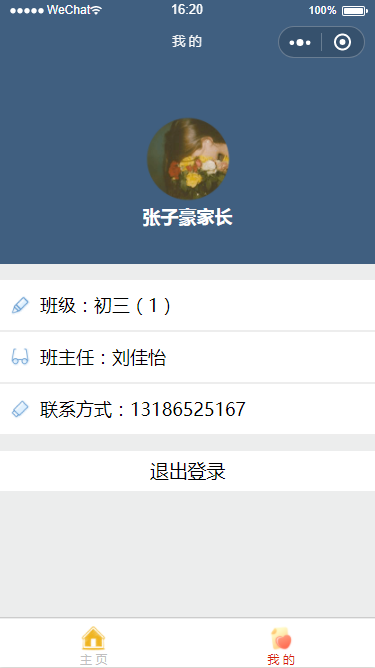 WeChat 16:20 100%
我的
张子豪家长
班级：初三（1）
班主任：刘佳怡
联系方式：13186525167
退出登录
主页 我的